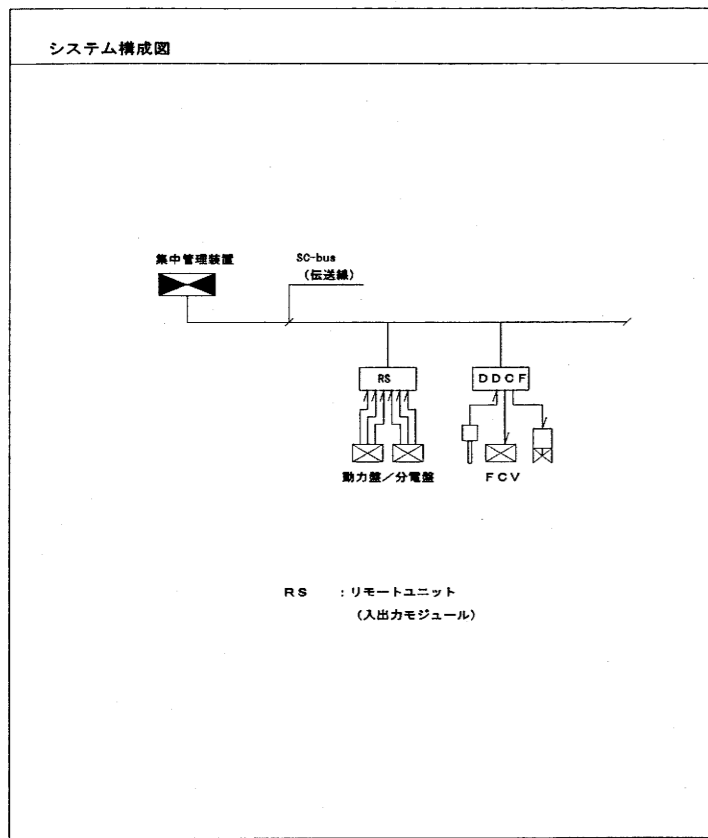 システム構成図
集中管理装置
SC-bus
（伝送線）
RS
ＤＤＣＦ
動力盤／分電盤
ＦＣＶ
ＲＳ ：リモートユニット
（入出力モジュール）